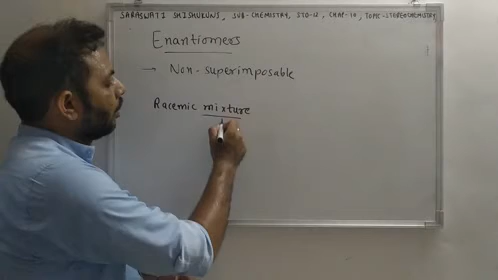 SARASWATI SHISHUKUNJ, SUB-CHEMISTRY, STD-12, CHAP-10, TOPIC-STEREOCHEMISTRY
Enantiomers
→ Non-superimposable
Racemic mixture